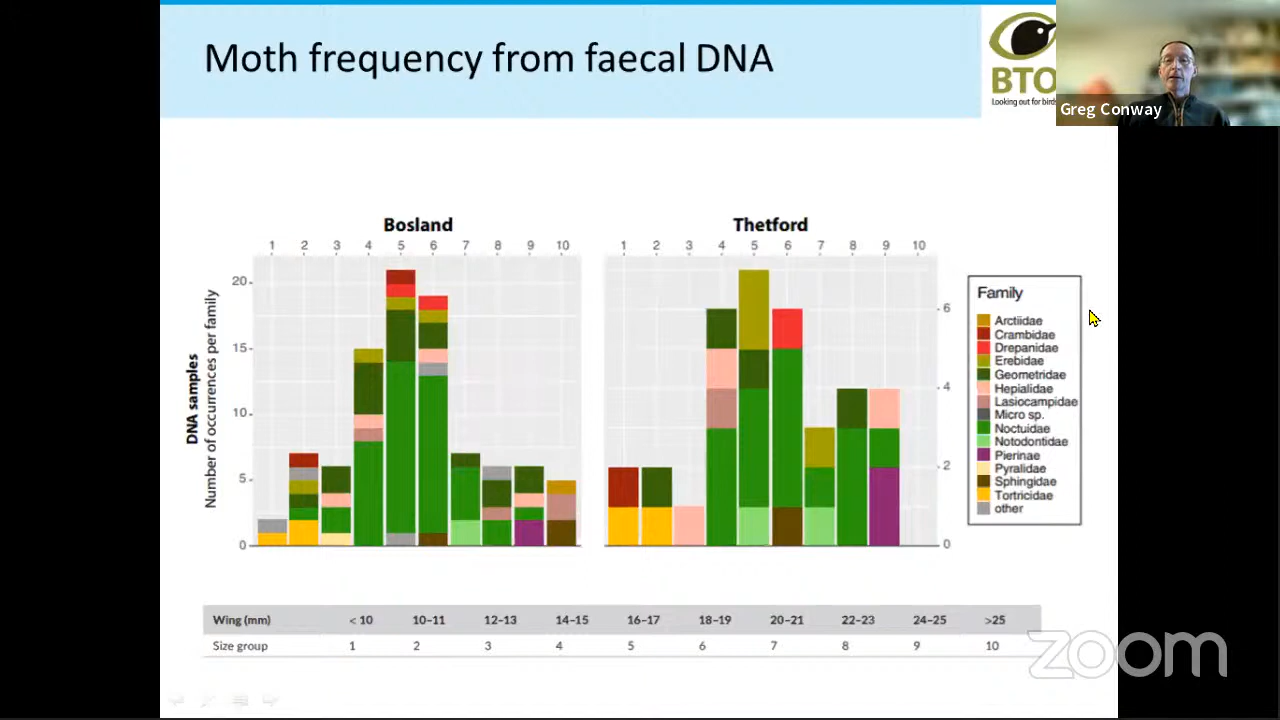 Moth frequency from faecal DNA
BTO
Looking out for birds
Greg Conway
Bosland
Thetford
1 2 3 4 5 6 7 8 9 10
1 2 3 4 5 6 7 8 9 10
DNA samples
Number of occurrences per family
20
15
10
5
0
6
4
2
0
Family
Arctiidae
Crambidae
Drepanidae
Erebidae
Geometridae
Hepialidae
Lasiocampidae
Micro sp.
Noctuidae
Notodontidae
Pierinae
Pyralidae
Sphingidae
Tortricidae
other
Wing (mm) < 10 10–11 12–13 14–15 16–17 18–19 20–21 22–23 24–25 >25
Size group 1 2 3 4 5 6 7 8 9 10
zoom